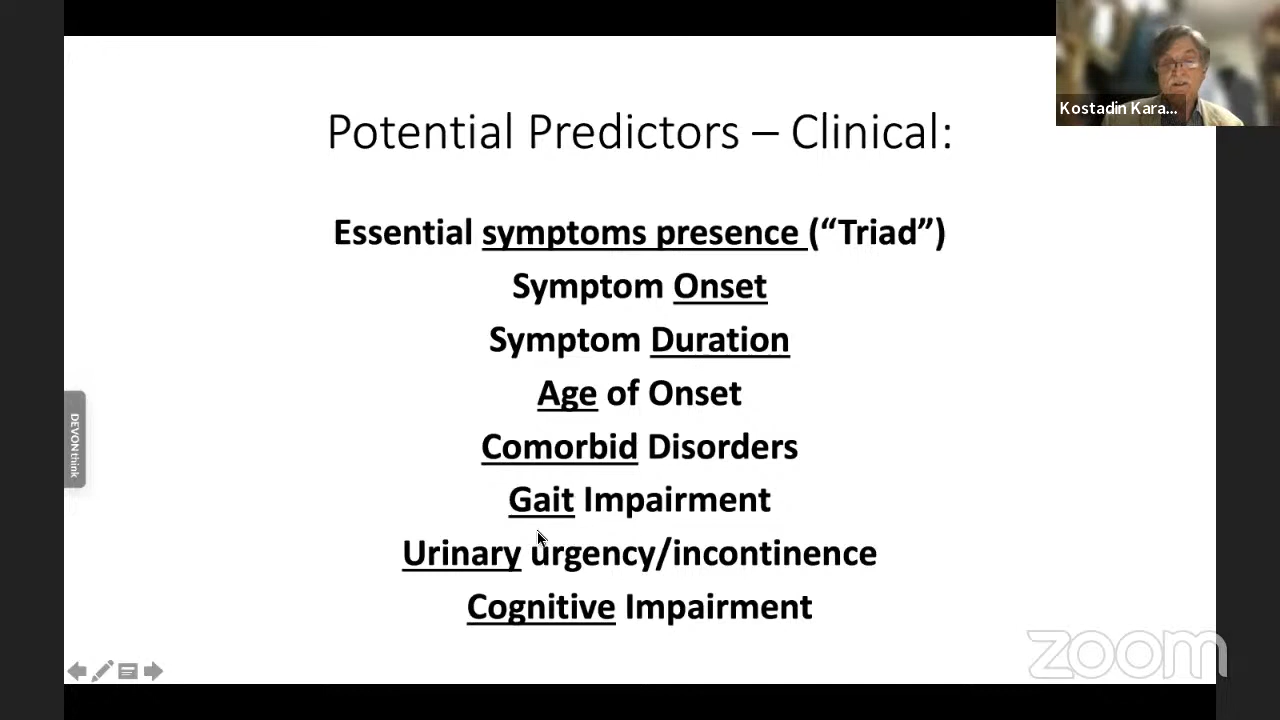 Kostadin Kara...
Potential Predictors – Clinical:
Essential symptoms presence (“Triad”)
Symptom Onset
Symptom Duration
Age of Onset
Comorbid Disorders
Gait Impairment
Urinary urgency/incontinence
Cognitive Impairment
DEVONthink
zoom